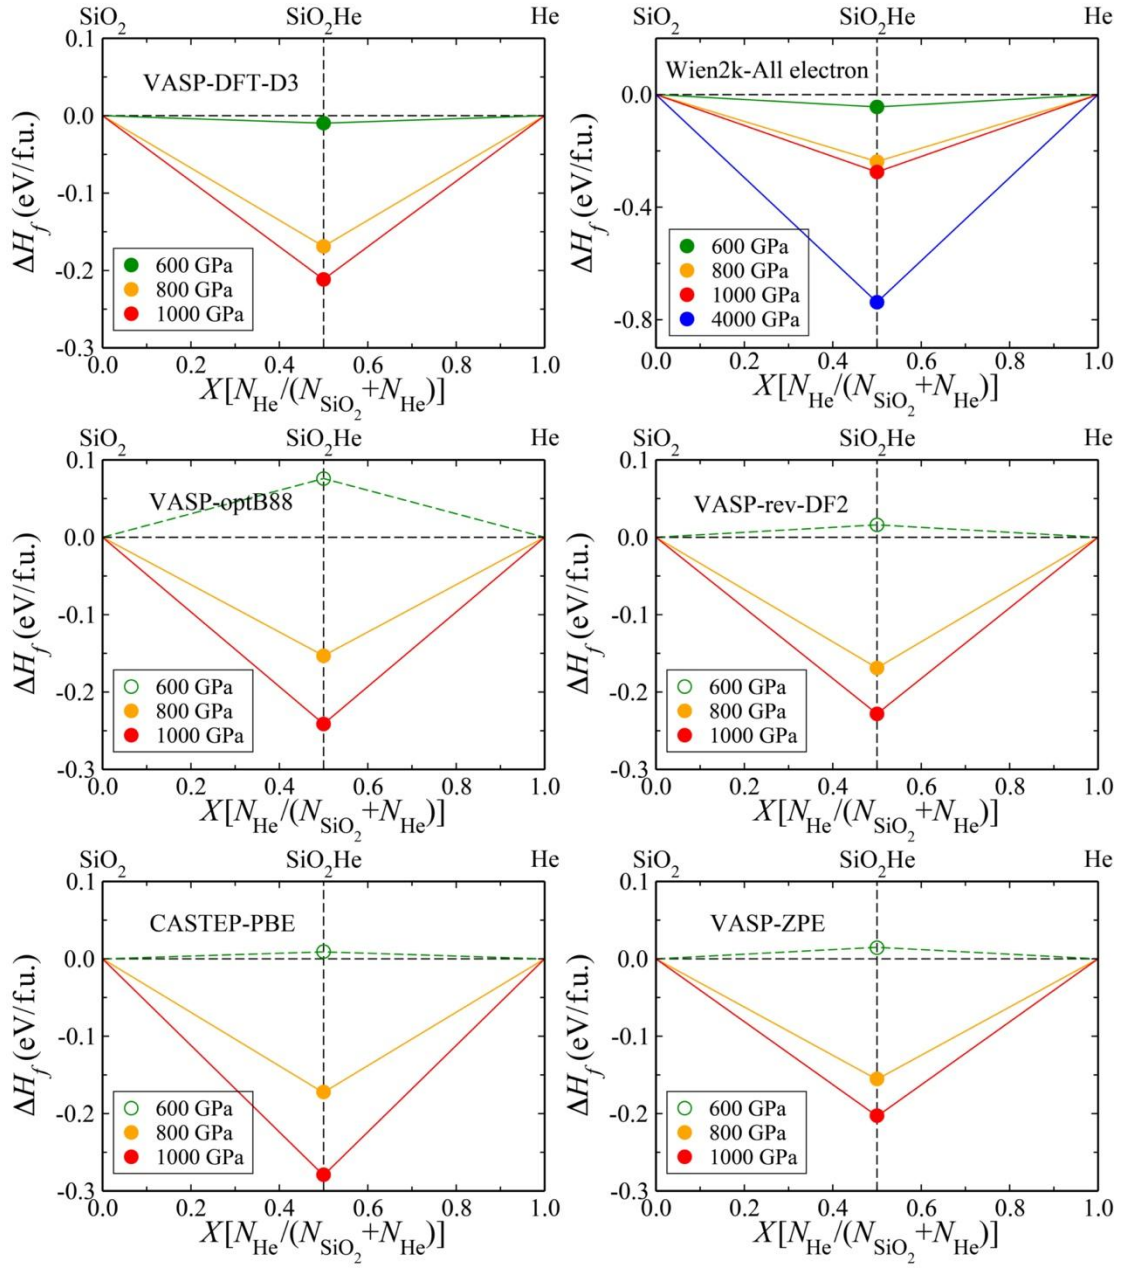 SiO2 SiO2He He
0.1
VASP-DFT-D3
0.0
-0.1
-0.2
-0.3
ΔHf (eV/f.u.)
600 GPa
800 GPa
1000 GPa
0.0 0.2 0.4 0.6 0.8 1.0
X[NHe/(NSiO2+NHe)]
SiO2 SiO2He He
Wien2k-All electron
0.0
-0.4
-0.8
ΔHf (eV/f.u.)
600 GPa
800 GPa
1000 GPa
4000 GPa
0.0 0.2 0.4 0.6 0.8 1.0
X[NHe/(NSiO2+NHe)]
SiO2 SiO2He He
0.1
VASP-optB88
0.0
-0.1
-0.2
-0.3
ΔHf (eV/f.u.)
600 GPa
800 GPa
1000 GPa
0.0 0.2 0.4 0.6 0.8 1.0
X[NHe/(NSiO2+NHe)]
SiO2 SiO2He He
0.1
VASP-rev-DF2
0.0
-0.1
-0.2
-0.3
ΔHf (eV/f.u.)
600 GPa
800 GPa
1000 GPa
0.0 0.2 0.4 0.6 0.8 1.0
X[NHe/(NSiO2+NHe)]
SiO2 SiO2He He
0.1
CASTEP-PBE
0.0
-0.1
-0.2
-0.3
ΔHf (eV/f.u.)
600 GPa
800 GPa
1000 GPa
0.0 0.2 0.4 0.6 0.8 1.0
X[NHe/(NSiO2+NHe)]
SiO2 SiO2He He
0.1
VASP-ZPE
0.0
-0.1
-0.2
-0.3
ΔHf (eV/f.u.)
600 GPa
800 GPa
1000 GPa
0.0 0.2 0.4 0.6 0.8 1.0
X[NHe/(NSiO2+NHe)]